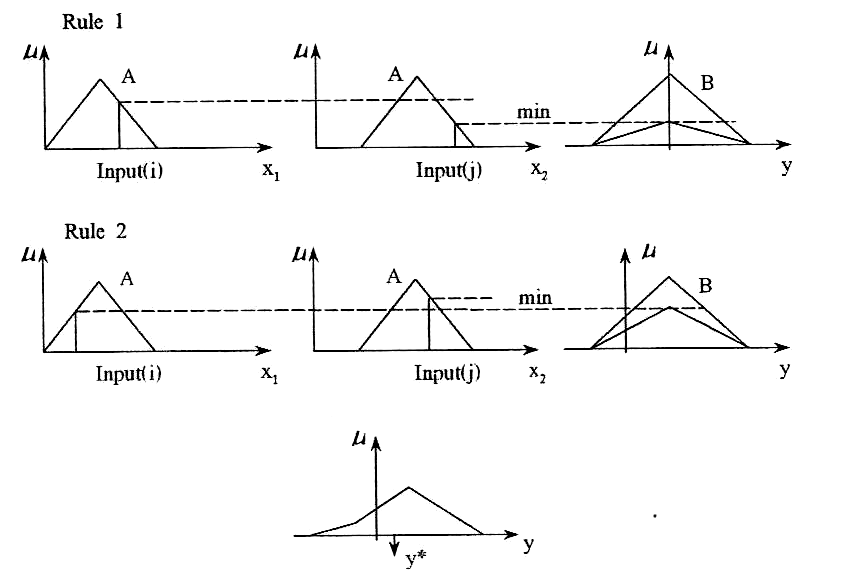 Rule 1
μ A μ A μ B
min
Input(i) x₁ Input(j) x₂ y
Rule 2
μ A μ A μ B
min
Input(i) x₁ Input(j) x₂ y
μ
y
y*